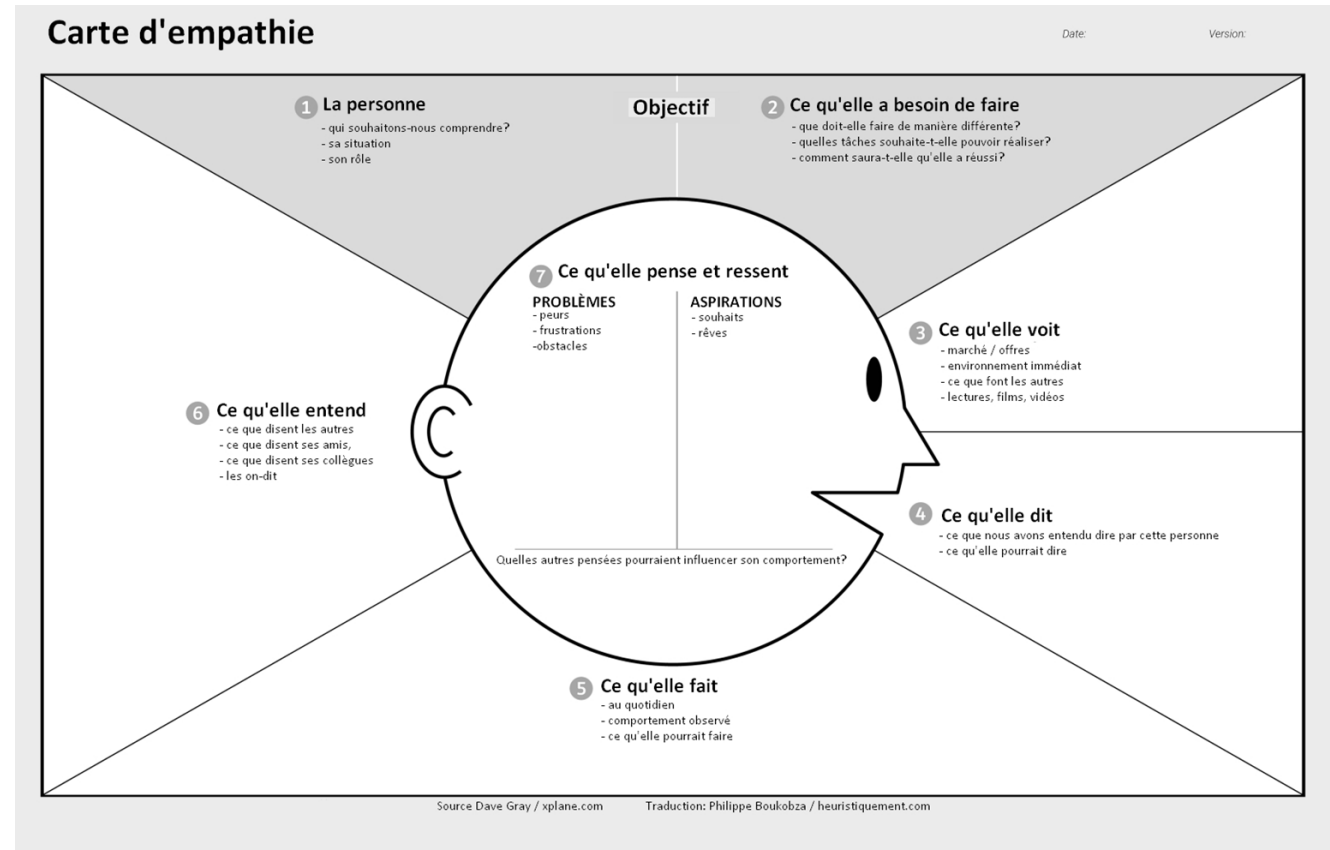 Carte d'empathie
Date:
Version:
Objectif
1 La personne
- qui souhaitons-nous comprendre?
- sa situation
- son rôle
2 Ce qu'elle a besoin de faire
- que doit-elle faire de manière différente?
- quelles tâches souhaite-t-elle pouvoir réaliser?
- comment saura-t-elle qu'elle a réussi?
3 Ce qu'elle voit
- marché / offres
- environnement immédiat
- ce que font les autres
- lectures, films, vidéos
4 Ce qu'elle dit
- ce que nous avons entendu dire par cette personne
- ce qu'elle pourrait dire
5 Ce qu'elle fait
- au quotidien
- comportement observé
- ce qu'elle pourrait faire
6 Ce qu'elle entend
- ce que disent les autres
- ce que disent ses amis,
- ce que disent ses collègues
- les on-dit
7 Ce qu'elle pense et ressent
PROBLÈMES
- peurs
- frustrations
-obstacles
ASPIRATIONS
- souhaits
- rêves
Quelles autres pensées pourraient influencer son comportement?
Source Dave Gray / xplane.com
Traduction: Philippe Boukobza / heuristiquement.com